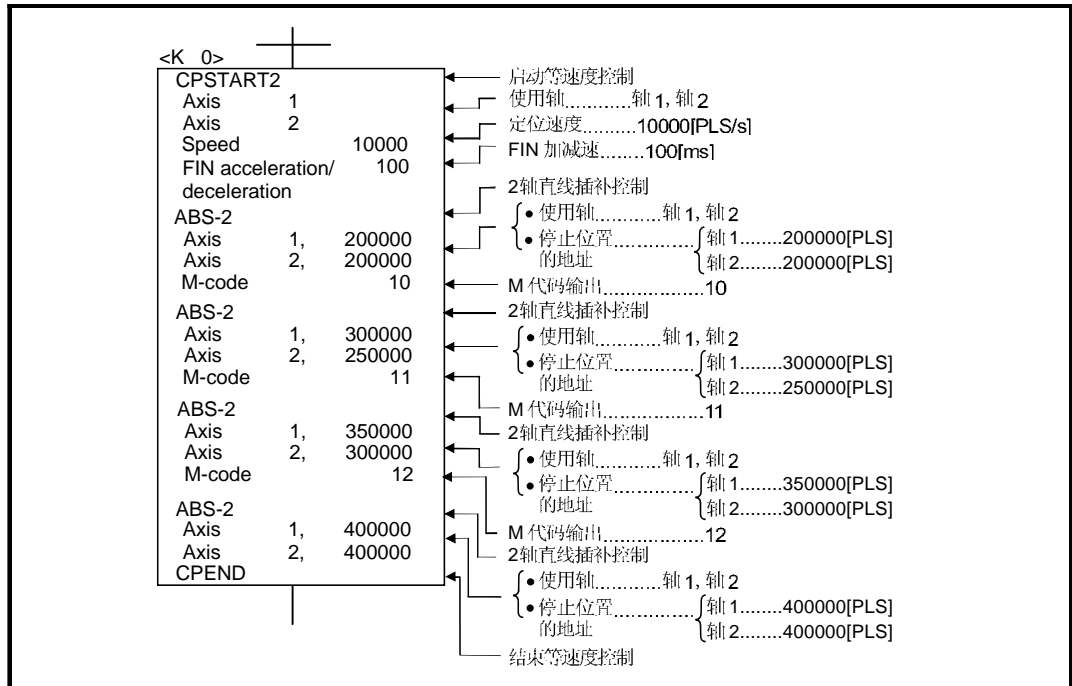 <K 0>
CPSTART2
Axis 1
Axis 2
Speed 10000
FIN acceleration/ 100
deceleration
ABS-2
Axis 1, 200000
Axis 2, 200000
M-code 10
ABS-2
Axis 1, 300000
Axis 2, 250000
M-code 11
ABS-2
Axis 1, 350000
Axis 2, 300000
M-code 12
ABS-2
Axis 1, 400000
Axis 2, 400000
CPEND
启动等速度控制
使用轴............轴 1, 轴 2
定位速度..........10000[PLS/s]
FIN 加减速........100[ms]
2轴直线插补控制
• 使用轴............轴 1, 轴 2
• 停止位置..............轴 1........200000[PLS]
的地址 轴 2........200000[PLS]
M 代码输出...................10
2轴直线插补控制
• 使用轴............轴 1, 轴 2
• 停止位置..............轴 1........300000[PLS]
的地址 轴 2........250000[PLS]
M 代码输出...................11
2轴直线插补控制
• 使用轴............轴 1, 轴 2
• 停止位置..............轴 1........350000[PLS]
的地址 轴 2........300000[PLS]
M 代码输出...................12
2轴直线插补控制
• 使用轴............轴 1, 轴 2
• 停止位置..............轴 1........400000[PLS]
的地址 轴 2........400000[PLS]
结束等速度控制